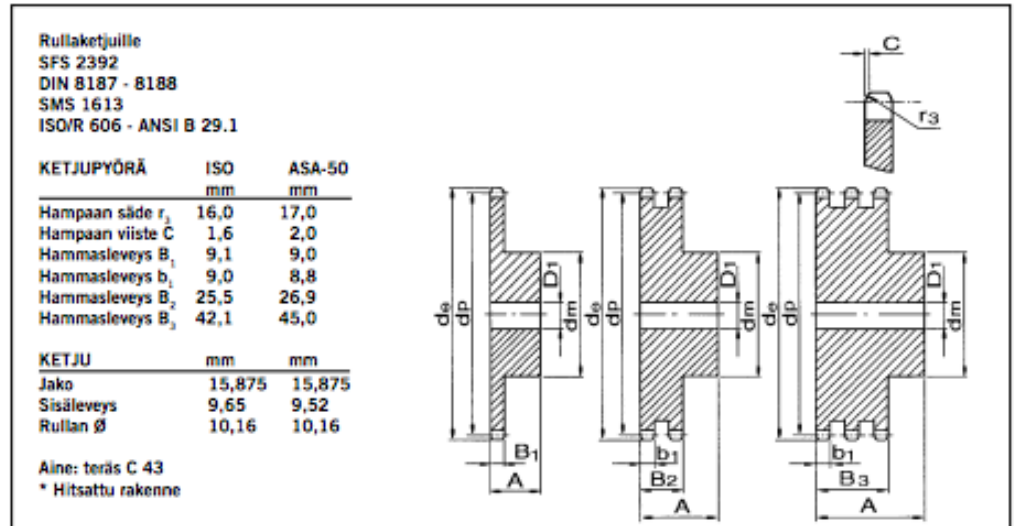 Rullaketjuille
SFS 2392
DIN 8187 - 8188
SMS 1613
ISO/R 606 - ANSI B 29.1
KETJUPYÖRÄ ISO ASA-50
mm mm
Hampaan säde r₃ 16,0 17,0
Hampaan viiste C 1,6 2,0
Hammasleveys B₁ 9,1 9,0
Hammasleveys b₁ 9,0 8,8
Hammasleveys B₂ 25,5 26,9
Hammasleveys B₃ 42,1 45,0
KETJU mm mm
Jako 15,875 15,875
Sisäleveys 9,65 9,52
Rullan Ø 10,16 10,16
Aine: teräs C 43
* Hitsattu rakenne
C
r₃
de dp D₁ dm de dp D₁ dm de dp D₁ dm
B₁ b₁ b₁
A B₂ B₃
A A